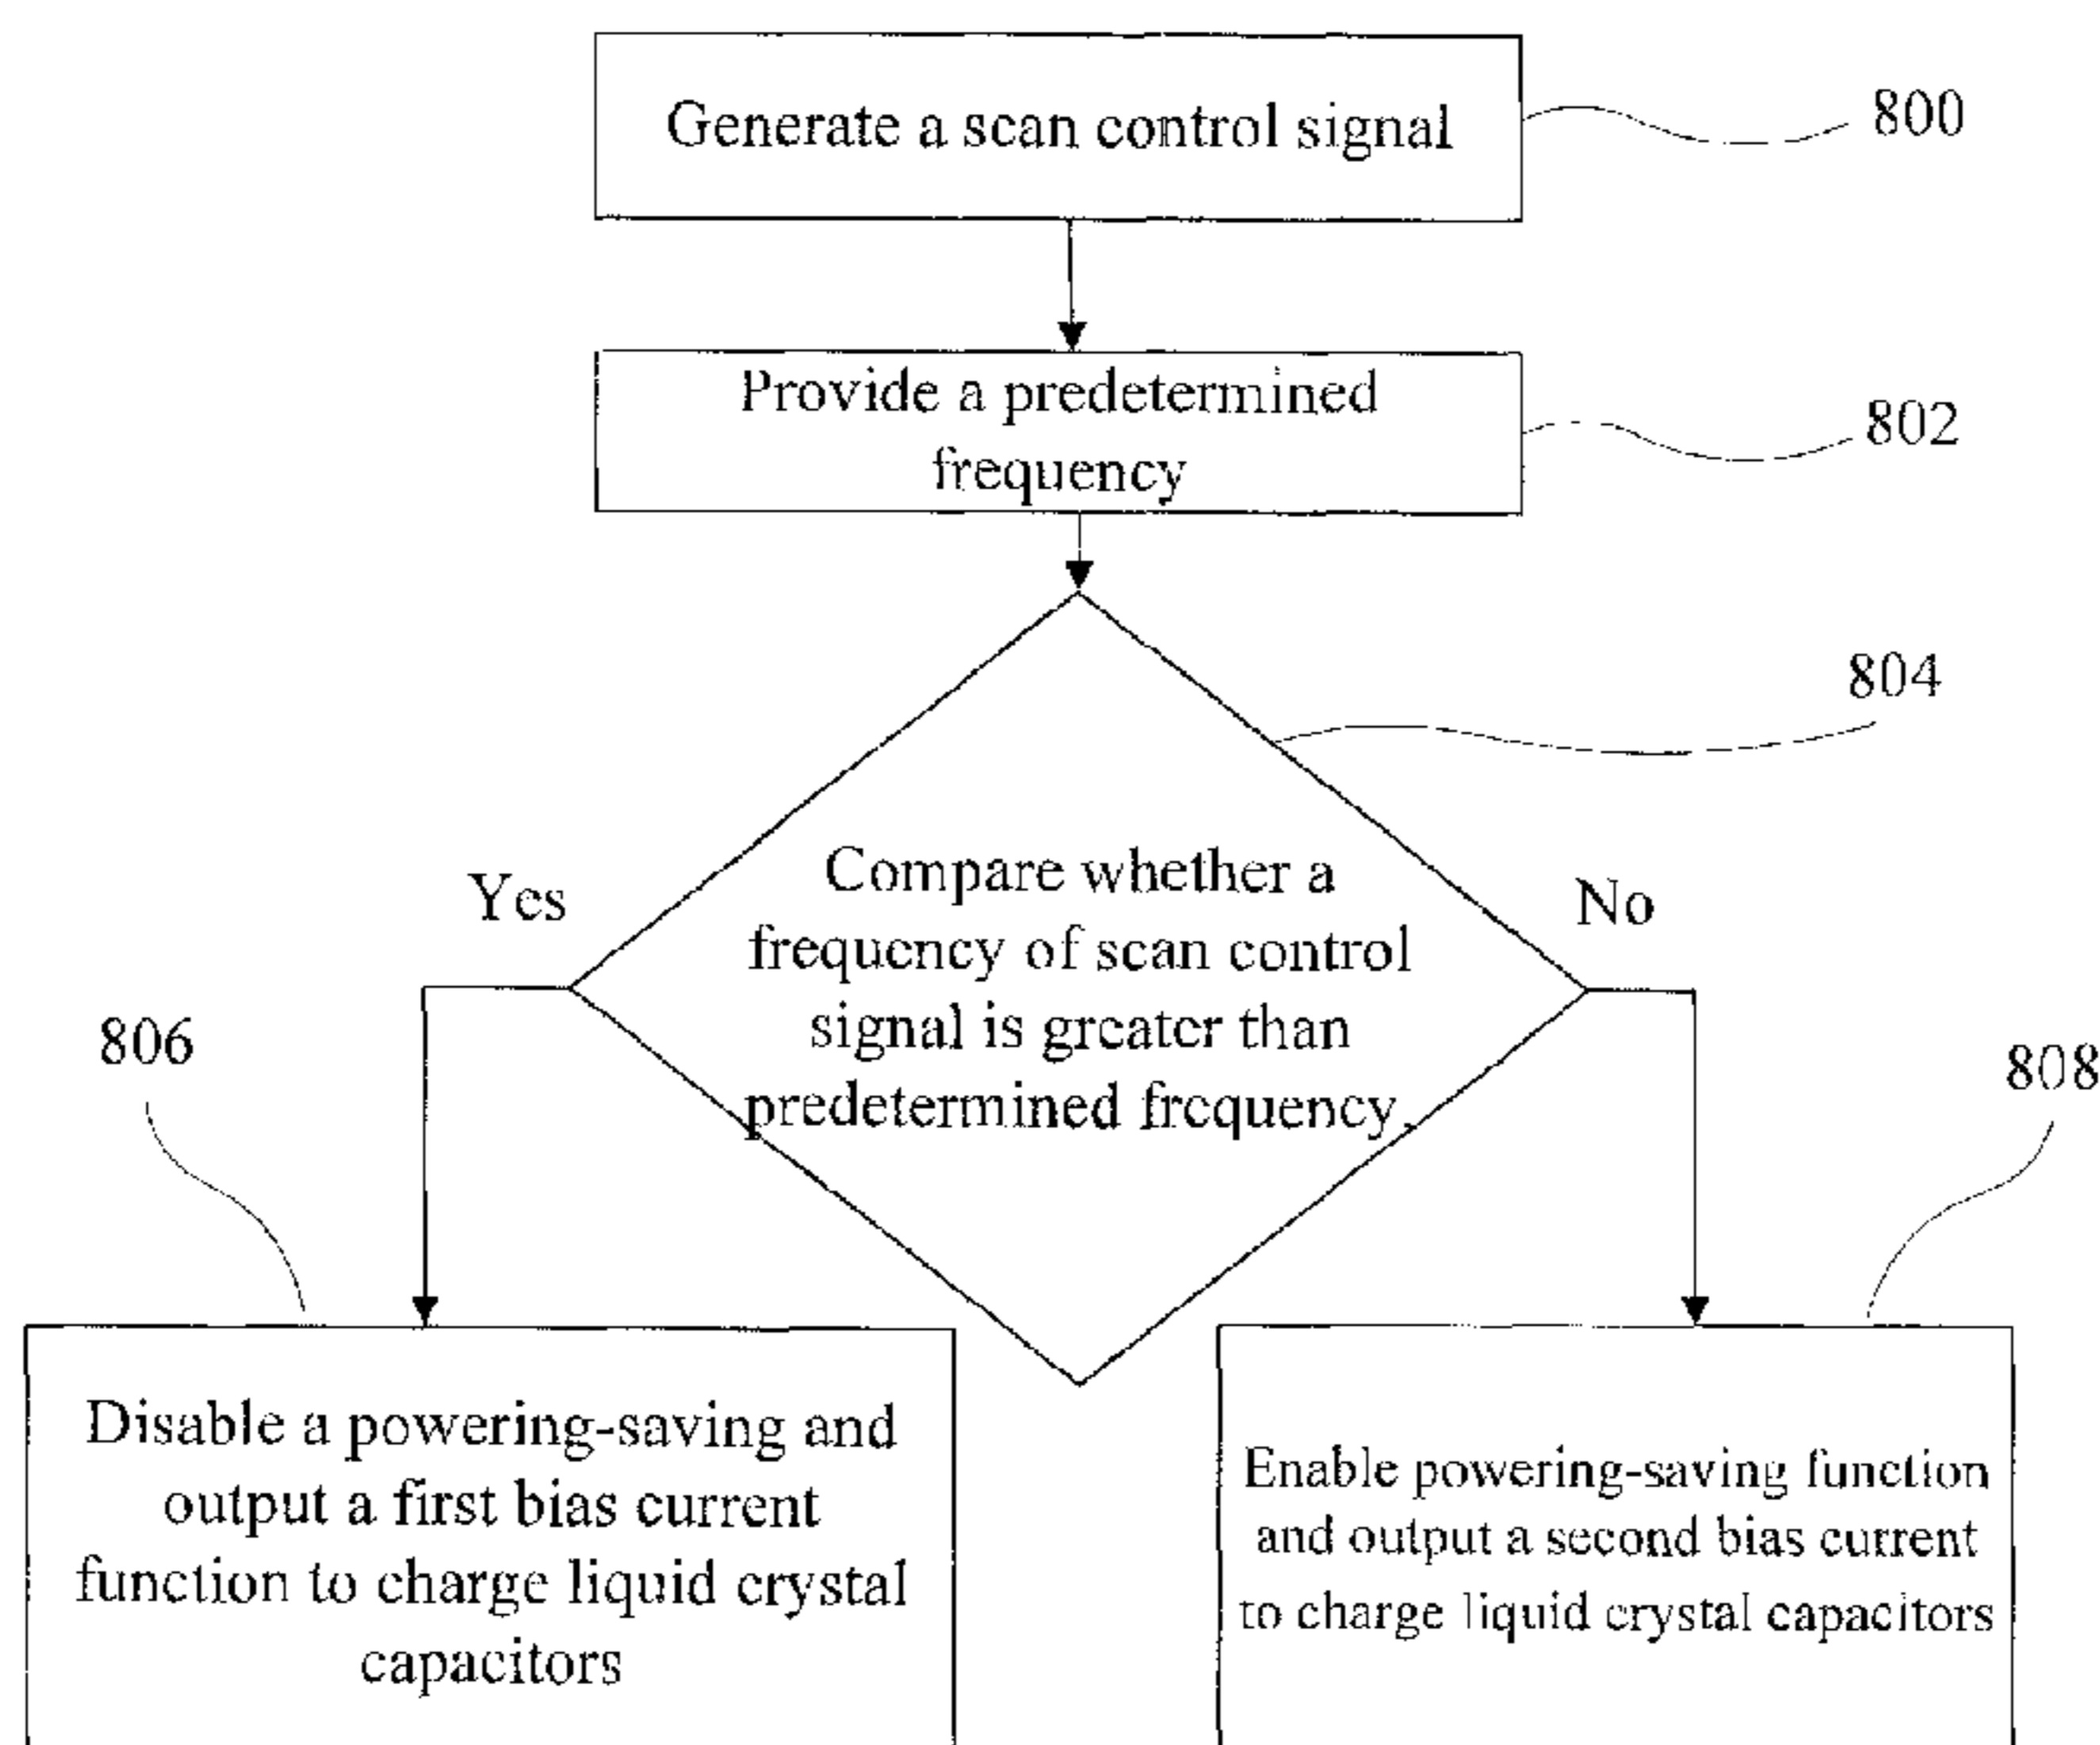 Generate a scan control signal
800
Provide a predetermined
frequency
802
804
Compare whether a
frequency of scan control
signal is greater than
predetermined frequency.
Yes
No
806
808
Disable a powering-saving and
output a first bias current
function to charge liquid crystal
capacitors
Enable powering-saving function
and output a second bias current
to charge liquid crystal capacitors